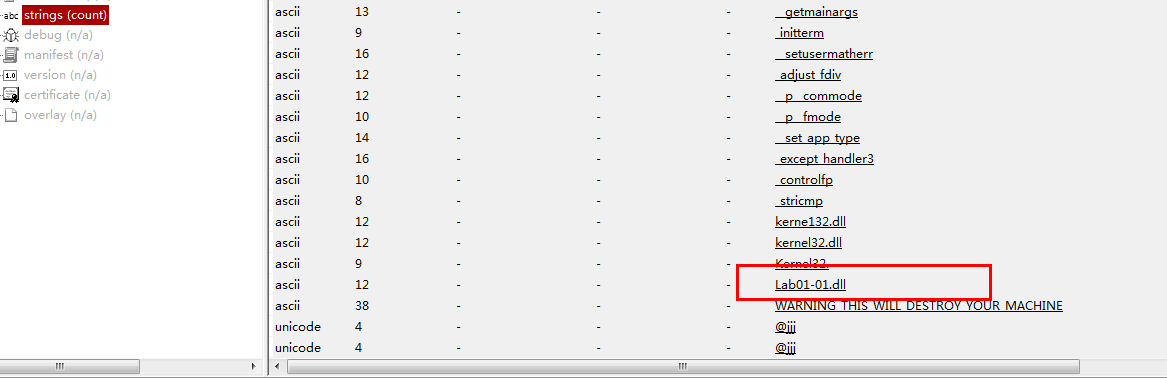 abc strings (count)
debug (n/a)
manifest (n/a)
1.0 version (n/a)
certificate (n/a)
overlay (n/a)
ascii 13 - - - __getmainargs
ascii 9 - - - _initterm
ascii 16 - - - __setusermatherr
ascii 12 - - - _adjust_fdiv
ascii 12 - - - __p__commode
ascii 10 - - - __p__fmode
ascii 14 - - - __set_app_type
ascii 16 - - - _except_handler3
ascii 10 - - - _controlfp
ascii 8 - - - _stricmp
ascii 12 - - - kerne132.dll
ascii 12 - - - kernel32.dll
ascii 9 - - - Kernel32.
ascii 12 - - - Lab01-01.dll
ascii 38 - - - WARNING_THIS_WILL_DESTROY_YOUR_MACHINE
unicode 4 - - - @jjj
unicode 4 - - - @jjj